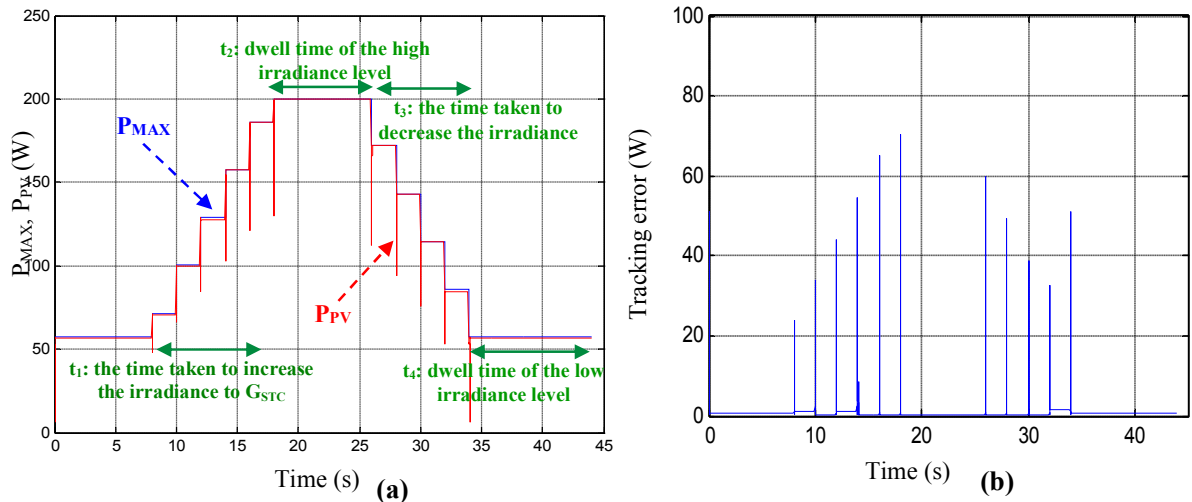 250
200
150
100
50
0
P_MAX, P_PV (W)
t₂: dwell time of the high
irradiance level
t₃: the time taken to
decrease the irradiance
P_MAX
P_PV
t₁: the time taken to increase
the irradiance to G_STC
t₄: dwell time of the low
irradiance level
0 5 10 15 20 25 30 35 40 45
Time (s)
(a)
100
80
60
40
20
0
Tracking error (W)
0 10 20 30 40
Time (s)
(b)